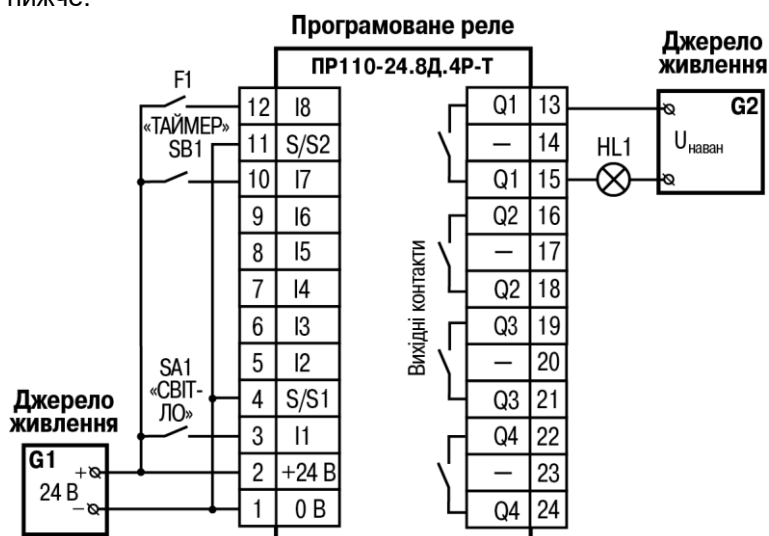 нижче.
Програмоване реле
ПР110-24.8Д.4Р-Т
Джерело
живлення
F1
«ТАЙМЕР»
SB1
12 I8
11 S/S2
10 I7
9 I6
8 I5
7 I4
6 I3
5 I2
4 S/S1
3 I1
2 +24 В
1 0 В
SA1
«СВІТ-
ЛО»
Джерело
живлення
G1
+
24 В
–
Вихідні контакти
Q1 13
– 14
Q1 15
Q2 16
– 17
Q2 18
Q3 19
– 20
Q3 21
Q4 22
– 23
Q4 24
HL1
G2
Uнаван